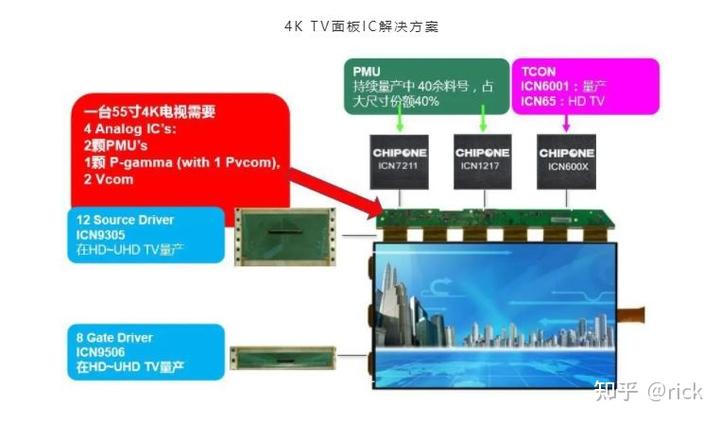 4K TV面板IC解决方案
PMU
持续量产中 40余料号，占
大尺寸份额40%
TCON
ICN6001：量产
ICN65：HD TV
一台55寸4K电视需要
4 Analog IC's:
2颗PMU's
1颗 P-gamma (with 1 Pvcom),
2 Vcom
CHIPONE
ICN7211
CHIPONE
ICN1217
CHIPONE
ICN600X
12 Source Driver
ICN9305
在HD~UHD TV量产
8 Gate Driver
ICN9506
在HD~UHD TV量产
知乎 @rick